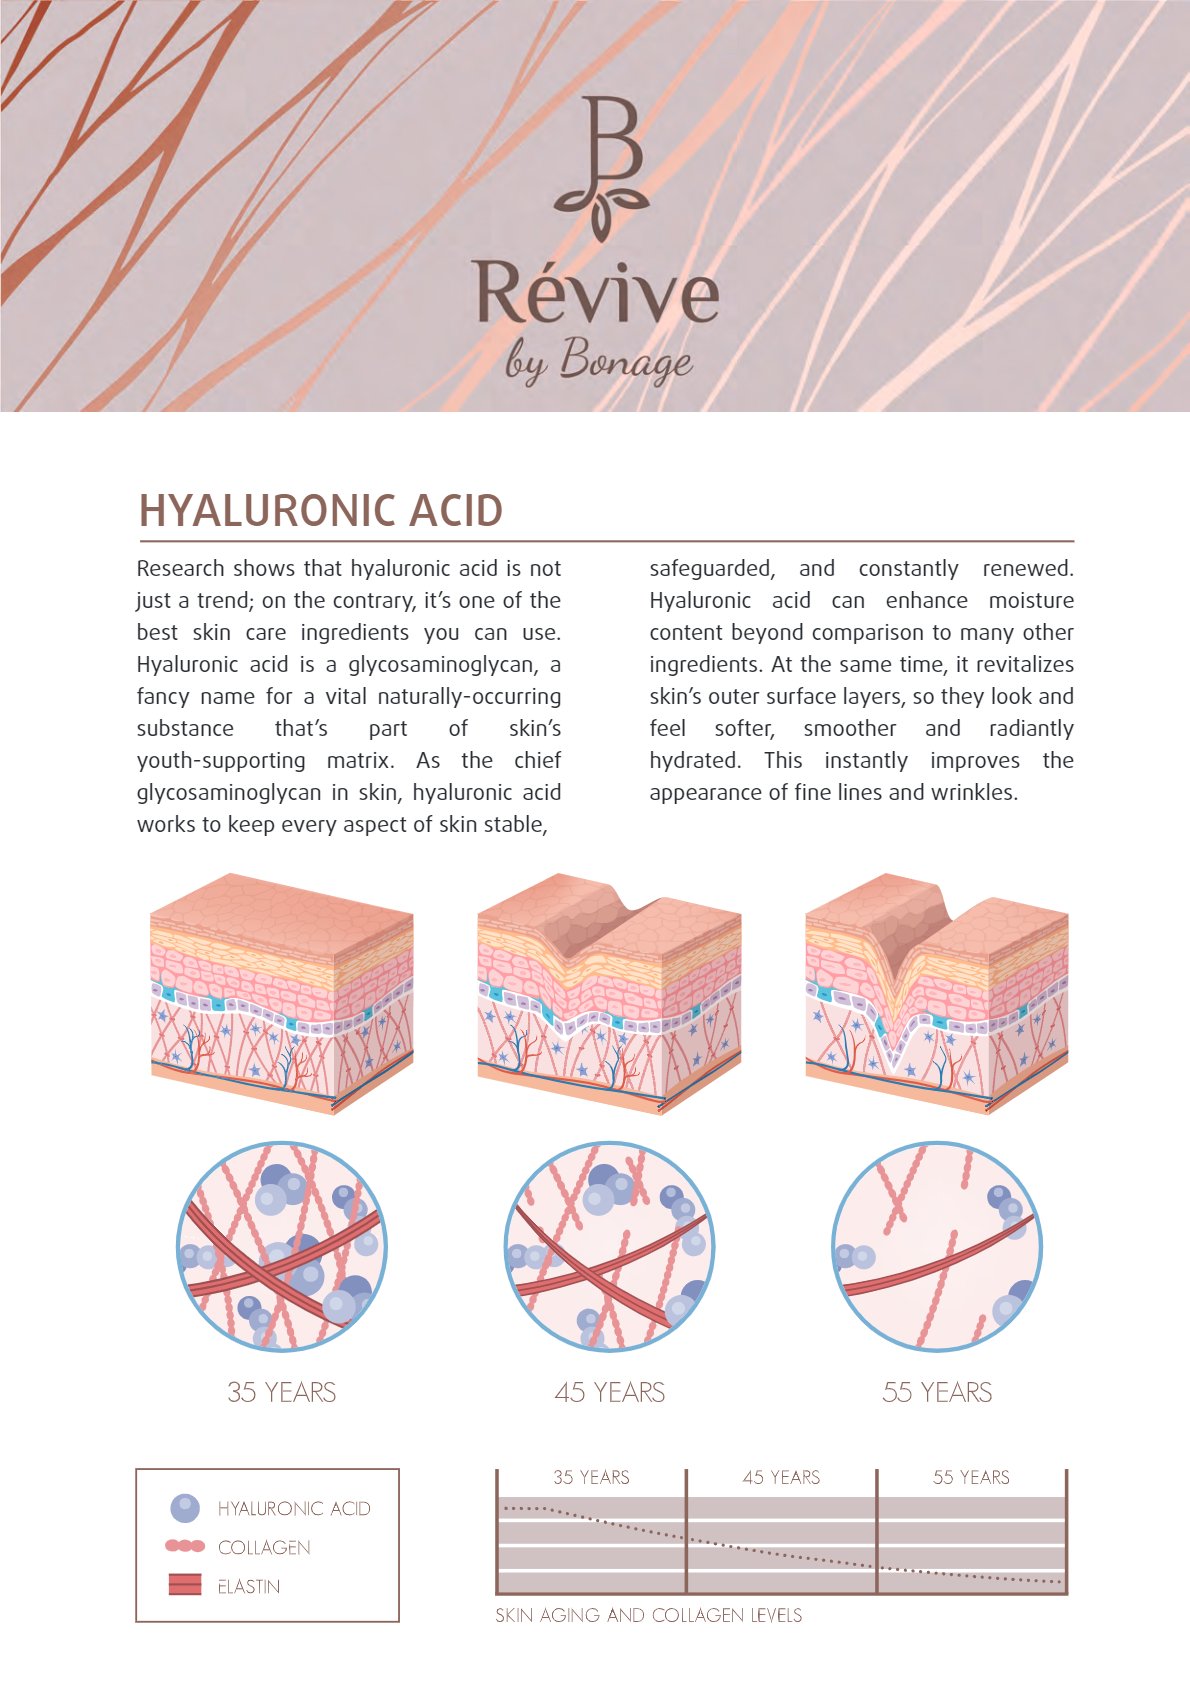 B
Révive
by Bonage
HYALURONIC ACID
Research shows that hyaluronic acid is not
just a trend; on the contrary, it’s one of the
best skin care ingredients you can use.
Hyaluronic acid is a glycosaminoglycan, a
fancy name for a vital naturally-occurring
substance that’s part of skin’s
youth-supporting matrix. As the chief
glycosaminoglycan in skin, hyaluronic acid
works to keep every aspect of skin stable,
safeguarded, and constantly renewed.
Hyaluronic acid can enhance moisture
content beyond comparison to many other
ingredients. At the same time, it revitalizes
skin’s outer surface layers, so they look and
feel softer, smoother and radiantly
hydrated. This instantly improves the
appearance of fine lines and wrinkles.
35 YEARS
45 YEARS
55 YEARS
HYALURONIC ACID
COLLAGEN
ELASTIN
35 YEARS
45 YEARS
55 YEARS
SKIN AGING AND COLLAGEN LEVELS